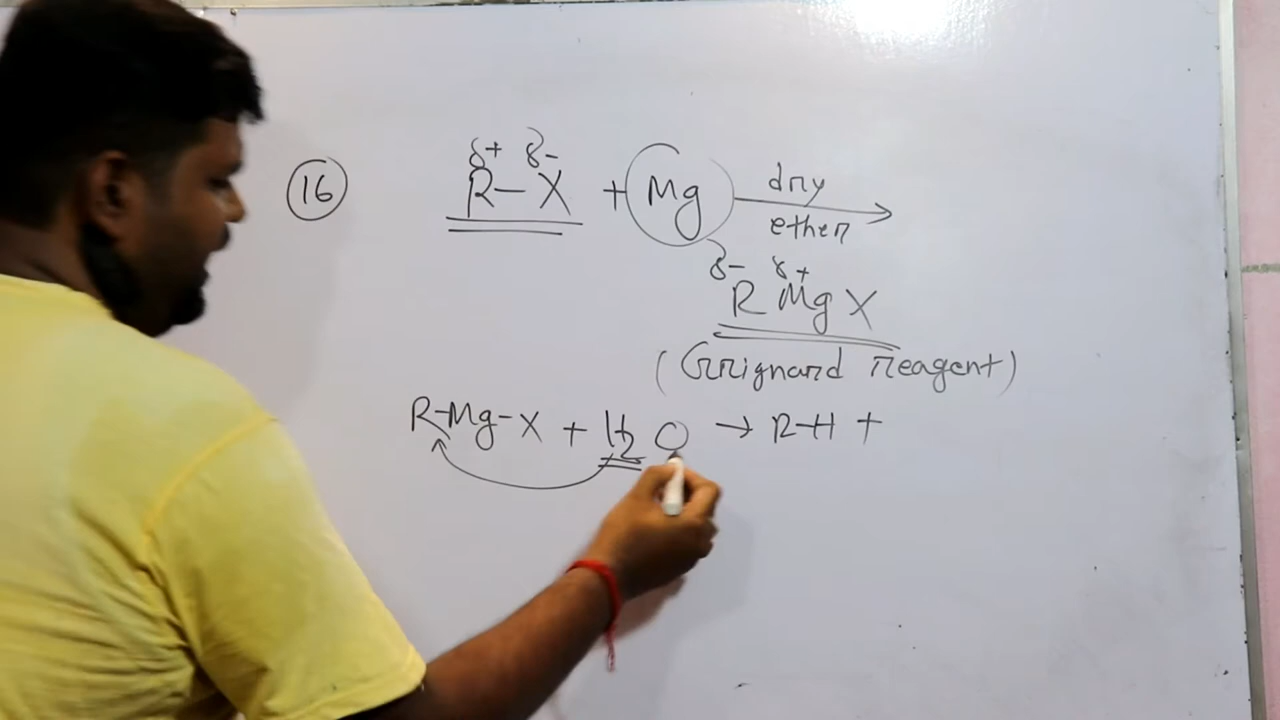 16
δ+ δ-
R-X + Mg dry
ether
δ- δ+
R Mg X
(Grignard reagent)
R-Mg-X + H2O → R-H +